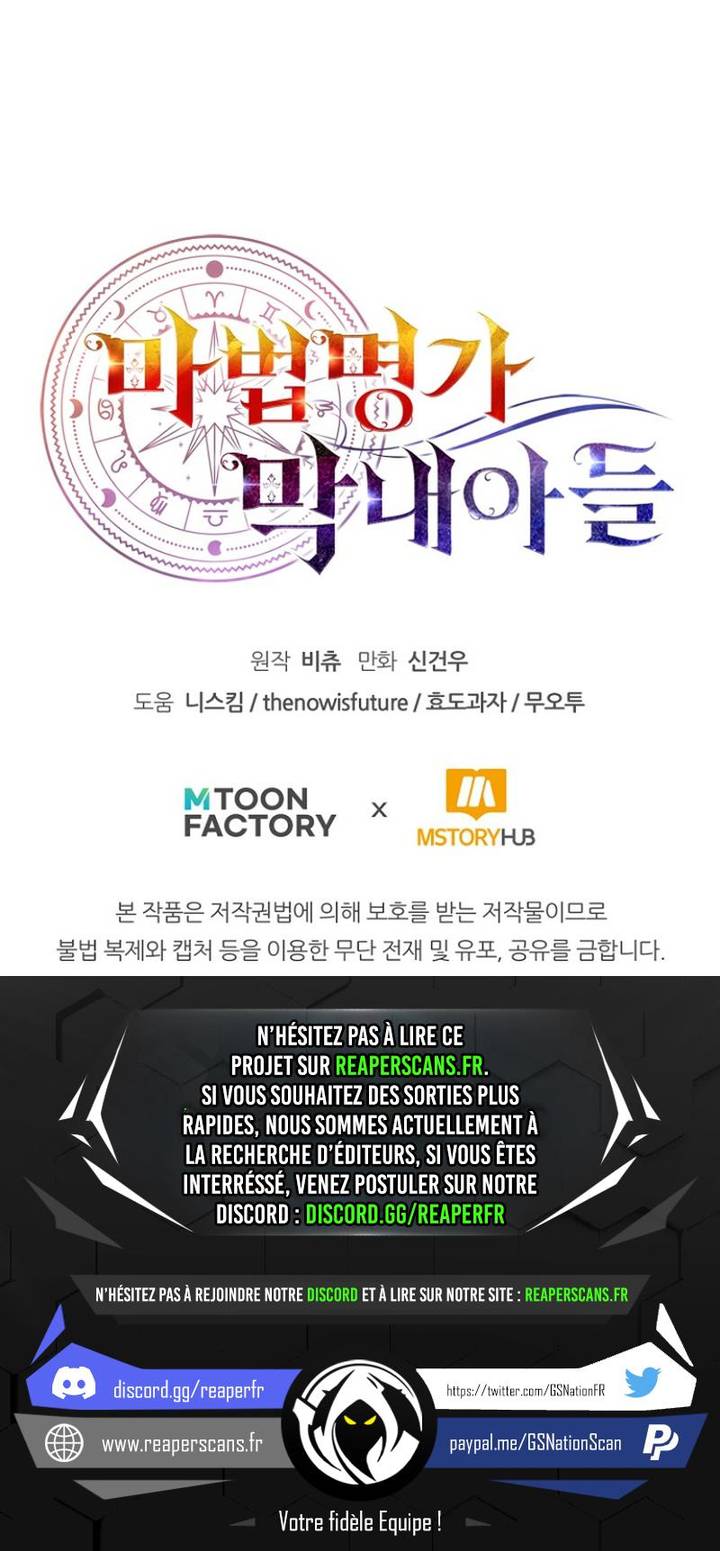 마법명가
막내아들
원작 비츄 만화 신건우
도움 니스킴 / thenowisfuture / 효도과자 / 무오투
MTOON
FACTORY
x
MSTORYHUB
본 작품은 저작권법에 의해 보호를 받는 저작물이므로
불법 복제와 캡처 등을 이용한 무단 전재 및 유포, 공유를 금합니다.
N'HÉSITEZ PAS À LIRE CE
PROJET SUR REAPERSCANS.FR.
SI VOUS SOUHAITEZ DES SORTIES PLUS
RAPIDES, NOUS SOMMES ACTUELLEMENT À
LA RECHERCHE D'ÉDITEURS, SI VOUS ÊTES
INTERRÉSSÉ, VENEZ POSTULER SUR NOTRE
DISCORD : DISCORD.GG/REAPERFR
N'HÉSITEZ PAS À REJOINDRE NOTRE DISCORD ET À LIRE SUR NOTRE SITE : REAPERSCANS.FR
discord.gg/reaperfr
https://twitter.com/GSNationFR
www.reaperscans.fr
paypal.me/GSNationScan
Votre fidèle Equipe !